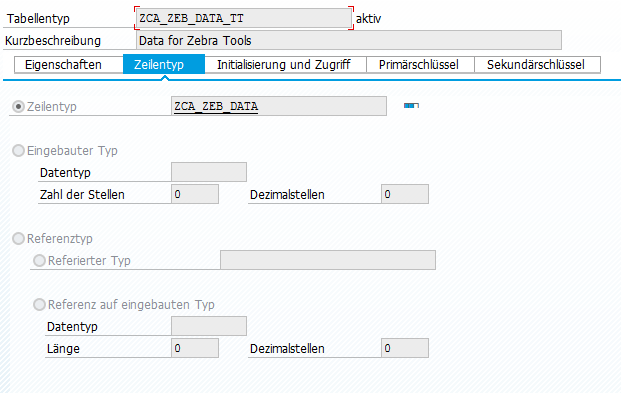 Tabellentyp ZCA_ZEB_DATA_TT aktiv
Kurzbeschreibung Data for Zebra Tools
Eigenschaften Zeilentyp Initialisierung und Zugriff Primärschlüssel Sekundärschlüssel
Zeilentyp ZCA_ZEB_DATA
Eingebauter Typ
Datentyp
Zahl der Stellen 0 Dezimalstellen 0
Referenztyp
Referierter Typ
Referenz auf eingebauten Typ
Datentyp
Länge 0 Dezimalstellen 0